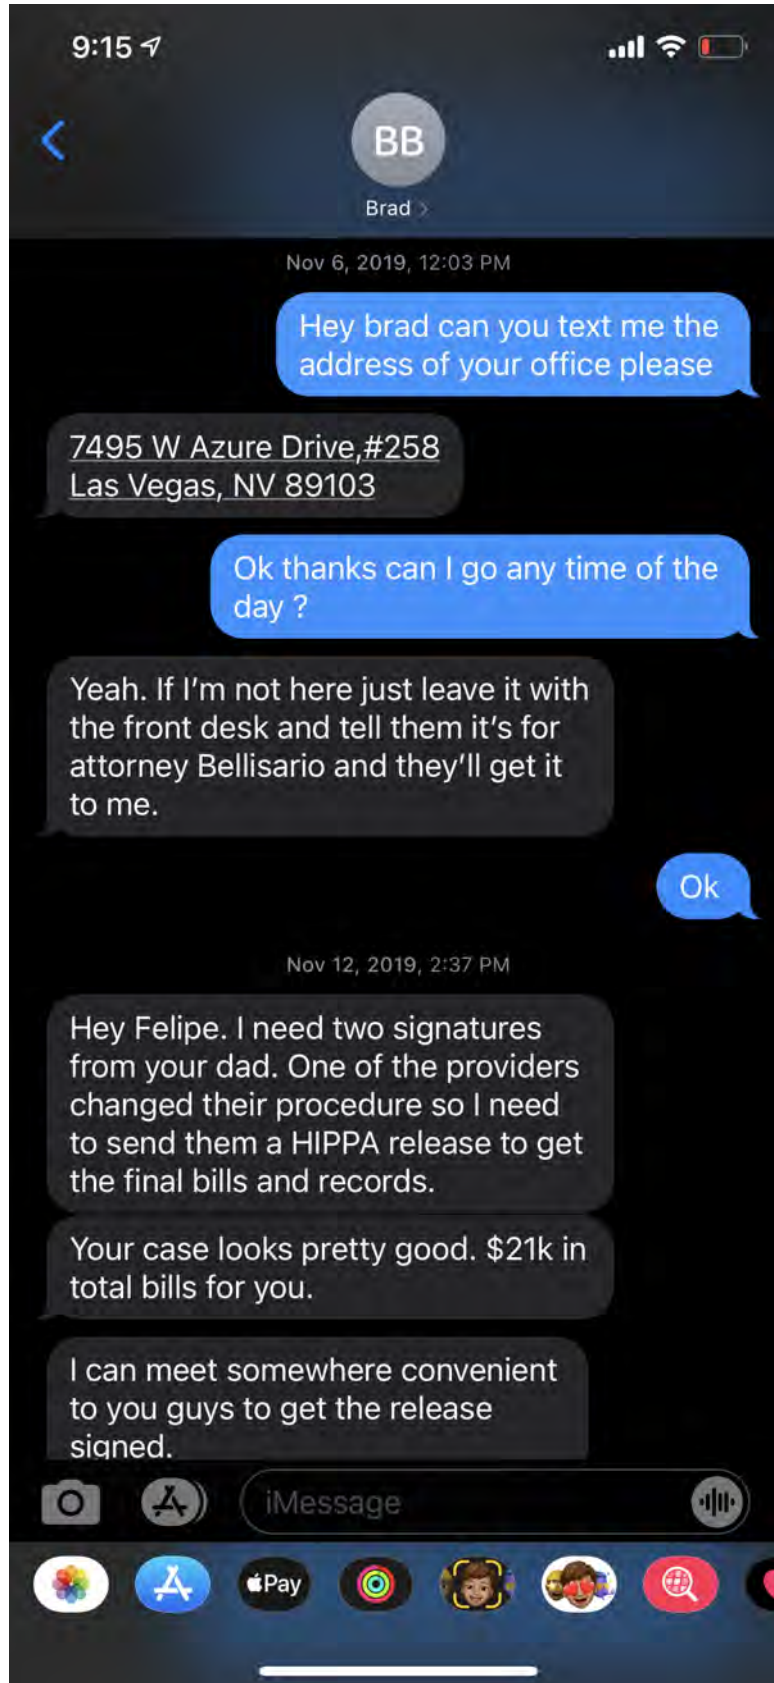 9:15
BB
Brad
Nov 6, 2019, 12:03 PM
Hey brad can you text me the
address of your office please
7495 W Azure Drive,#258
Las Vegas, NV 89103
Ok thanks can I go any time of the
day ?
Yeah. If I'm not here just leave it with
the front desk and tell them it's for
attorney Bellisario and they'll get it
to me.
Ok
Nov 12, 2019, 2:37 PM
Hey Felipe. I need two signatures
from your dad. One of the providers
changed their procedure so I need
to send them a HIPPA release to get
the final bills and records.
Your case looks pretty good. $21k in
total bills for you.
I can meet somewhere convenient
to you guys to get the release
signed.
iMessage
Pay